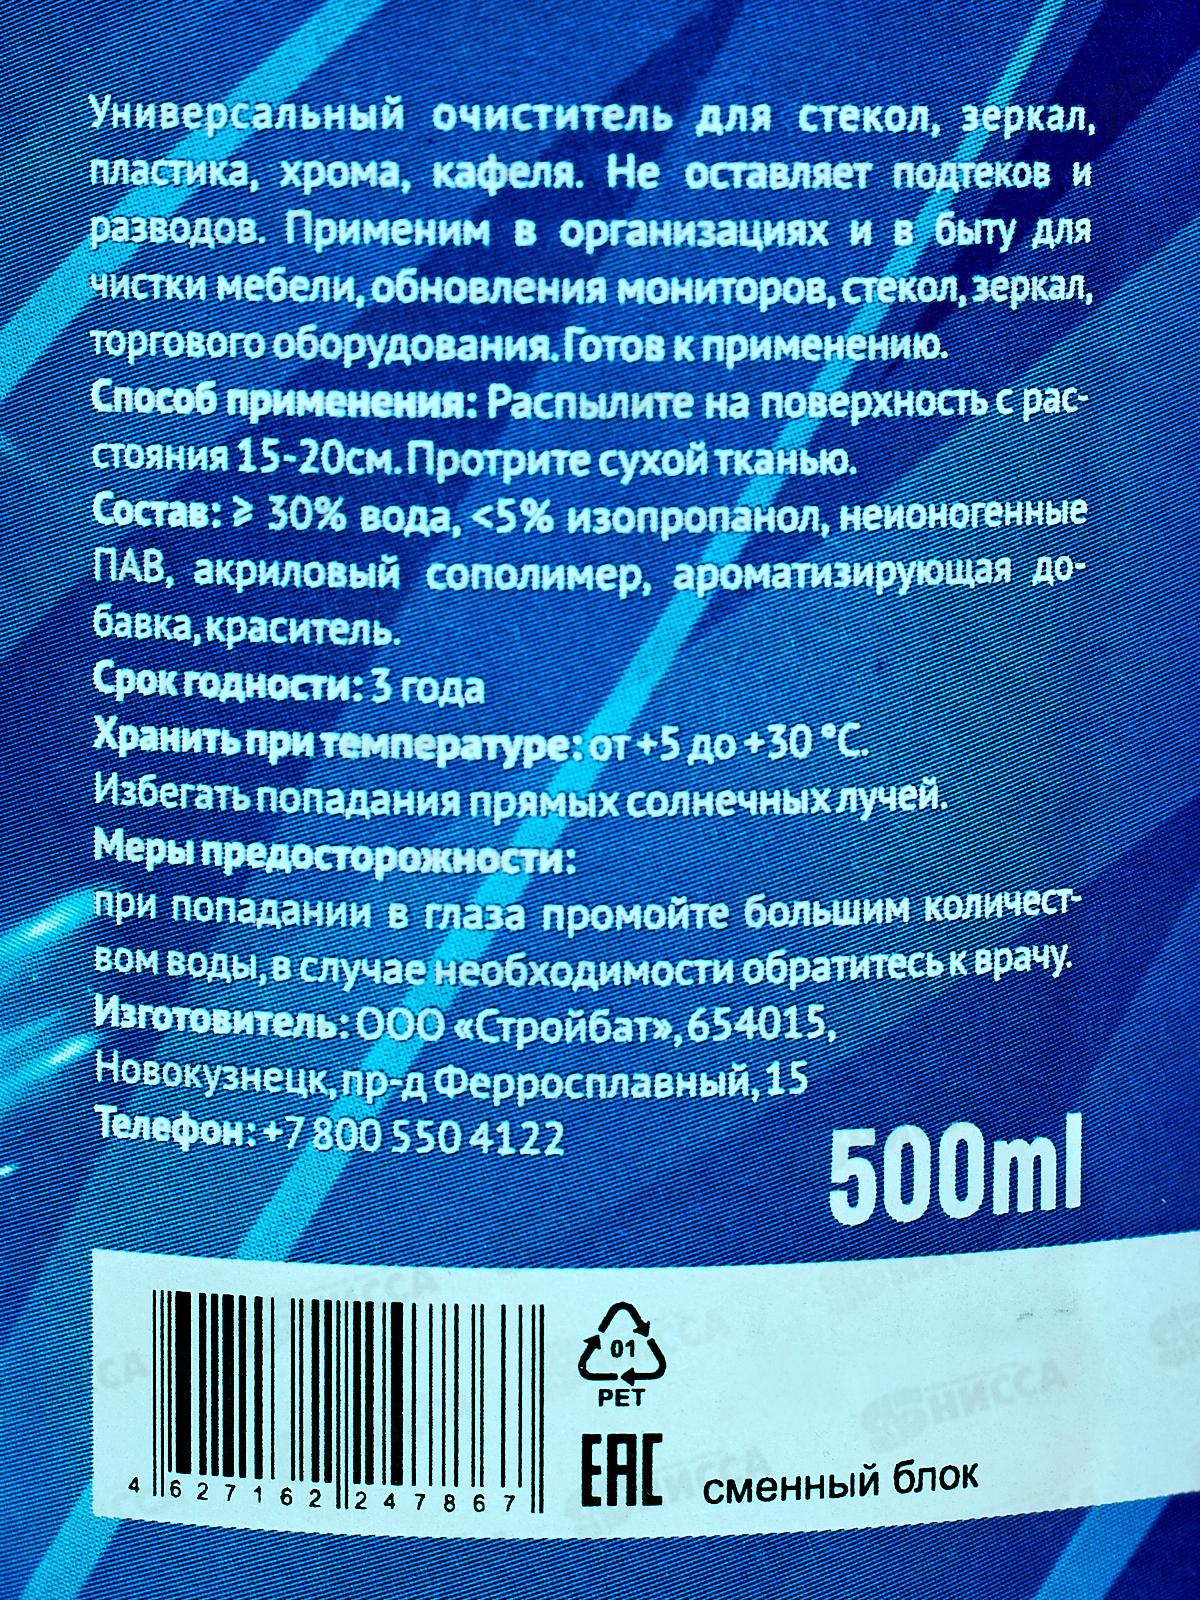 Универсальный очиститель для стекол, зеркал,
пластика, хрома, кафеля. Не оставляет подтеков и
разводов. Применим в организациях и в быту для
чистки мебели, обновления мониторов, стекол, зеркал,
торгового оборудования. Готов к применению.
Способ применения: Распылите на поверхность с рас-
стояния 15-20см. Протрите сухой тканью.
Состав: ≥ 30% вода, <5% изопропанол, неионогенные
ПАВ, акриловый сополимер, ароматизирующая до-
бавка, краситель.
Срок годности: 3 года
Хранить при температуре: от +5 до +30 °С.
Избегать попадания прямых солнечных лучей.
Меры предосторожности:
при попадании в глаза промойте большим количест-
вом воды, в случае необходимости обратитесь к врачу.
Изготовитель: ООО «Стройбат», 654015,
Новокузнецк, пр-д Ферросплавный, 15
Телефон: +7 800 550 4122
500ml
01
PET
EAC
сменный блок
4 627162 247867